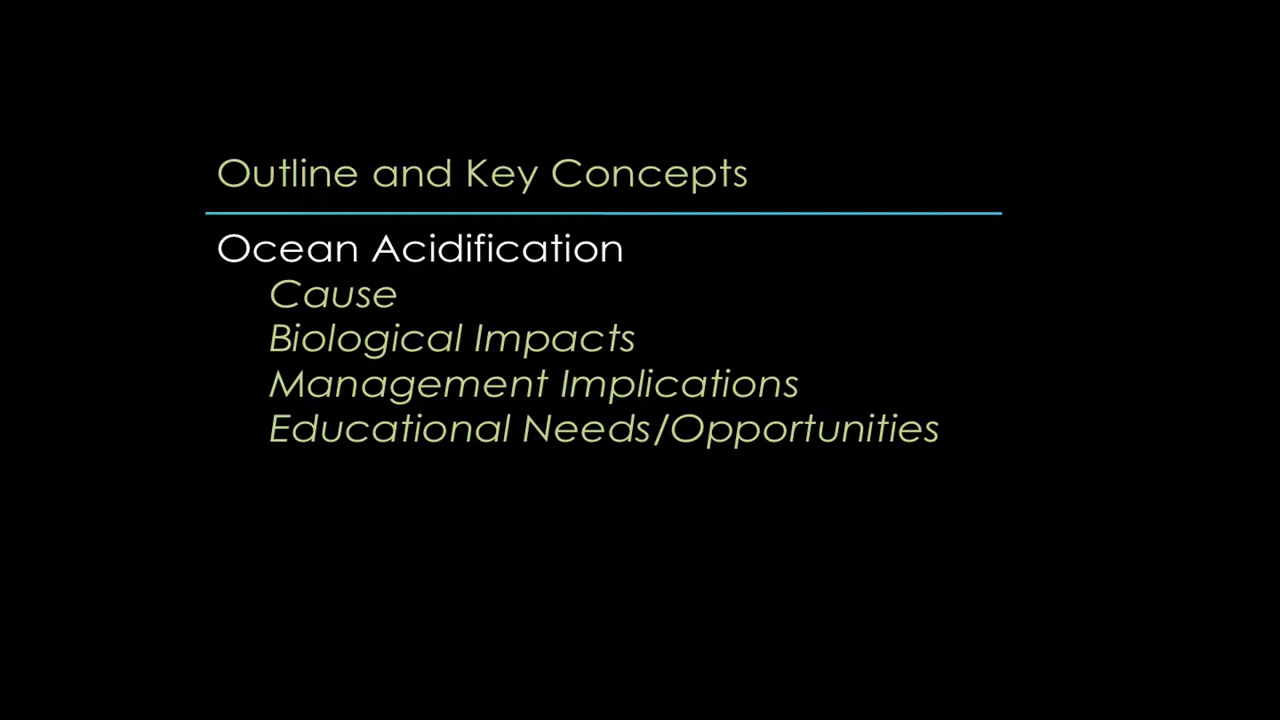 Outline and Key Concepts
Ocean Acidification
Cause
Biological Impacts
Management Implications
Educational Needs/Opportunities